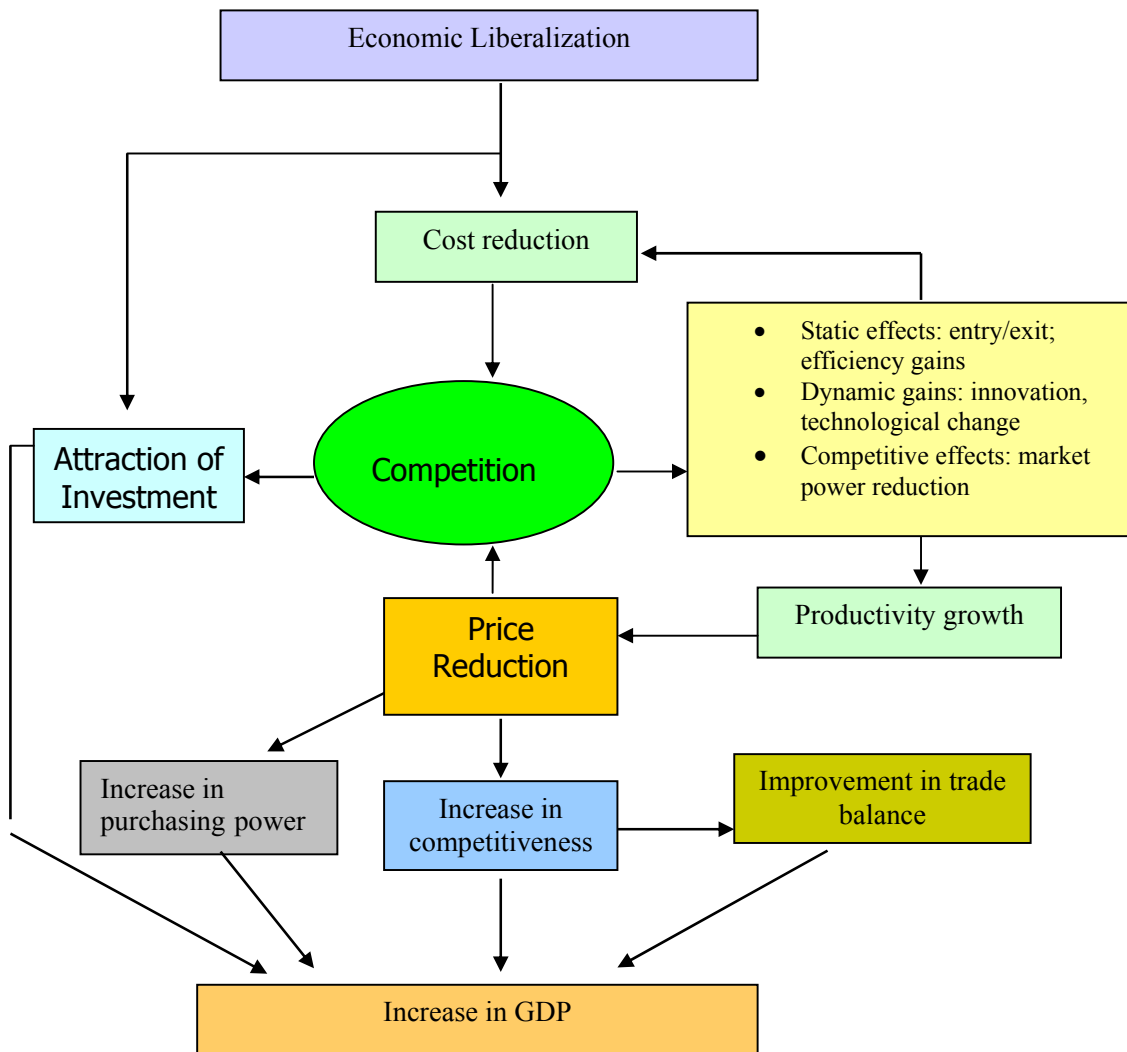 Economic Liberalization
Cost reduction
• Static effects: entry/exit;
efficiency gains
• Dynamic gains: innovation,
technological change
• Competitive effects: market
power reduction
Attraction of
Investment
Competition
Productivity growth
Price
Reduction
Increase in
purchasing power
Increase in
competitiveness
Improvement in trade
balance
Increase in GDP